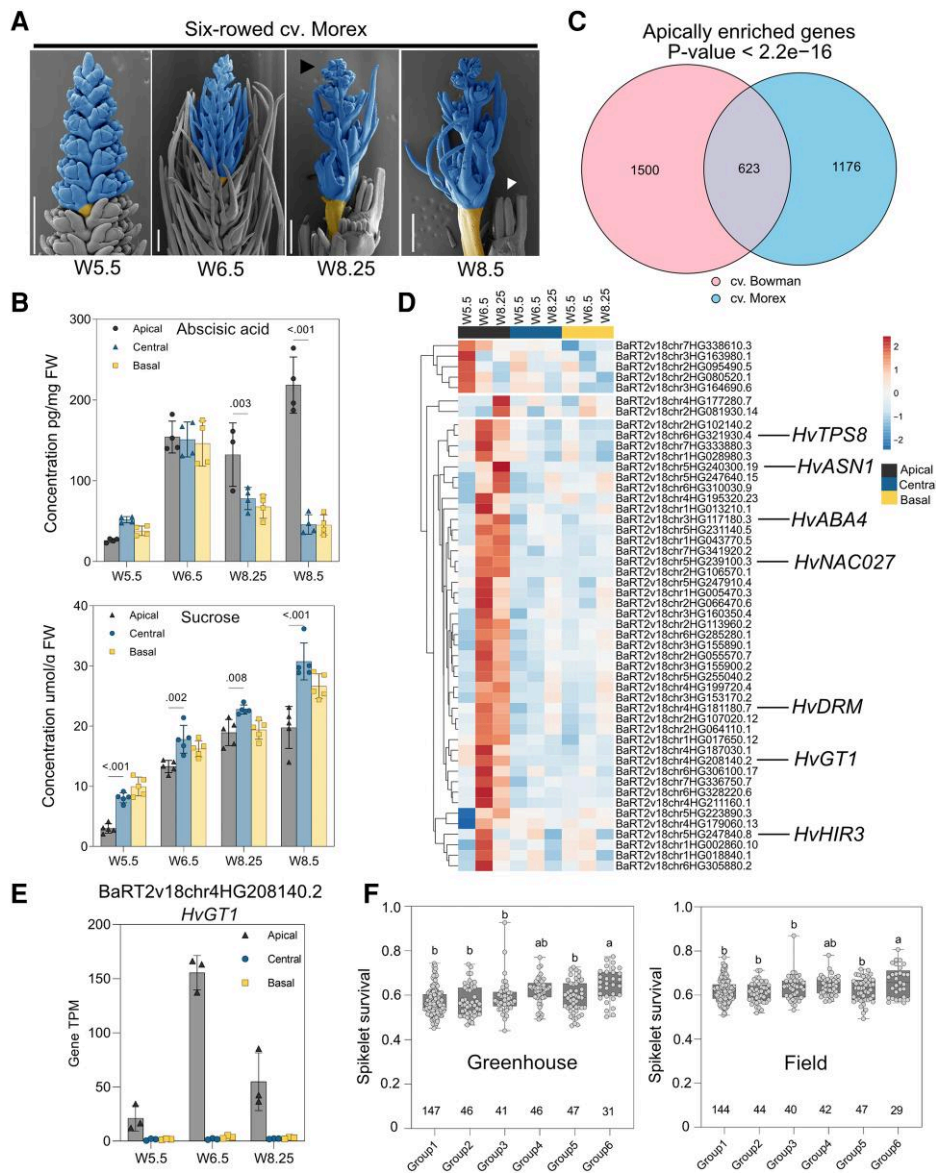 A
Six-rowed cv. Morex
W5.5
W6.5
W8.25
W8.5
B
Abscisic acid
Concentration pg/mg FW
300
200
100
0
Apical
Central
Basal
.003
<.001
W5.5
W6.5
W8.25
W8.5
Sucrose
Concentration umol/g FW
40
30
20
10
0
Apical
Central
Basal
<.001
.002
.008
<.001
W5.5
W6.5
W8.25
W8.5
C
Apically enriched genes
P-value < 2.2e−16
1500
623
1176
cv. Bowman
cv. Morex
D
W5.5
W6.5
W8.25
W5.5
W6.5
W8.25
W5.5
W6.5
W8.25
BaRT2v18chr7HG338610.3
BaRT2v18chr3HG163980.1
BaRT2v18chr2HG095490.5
BaRT2v18chr2HG080520.1
BaRT2v18chr3HG164690.6
BaRT2v18chr4HG177280.7
BaRT2v18chr2HG081930.14
BaRT2v18chr2HG102140.2
BaRT2v18chr6HG321930.4
BaRT2v18chr7HG333880.3
BaRT2v18chr1HG028980.3
BaRT2v18chr5HG240300.19
BaRT2v18chr5HG247640.15
BaRT2v18chr6HG310030.9
BaRT2v18chr4HG195320.23
BaRT2v18chr1HG013210.1
BaRT2v18chr3HG117180.3
BaRT2v18chr5HG231140.5
BaRT2v18chr1HG043770.5
BaRT2v18chr7HG341920.2
BaRT2v18chr5HG239100.3
BaRT2v18chr2HG106570.1
BaRT2v18chr5HG247910.4
BaRT2v18chr1HG005470.3
BaRT2v18chr2HG066470.6
BaRT2v18chr3HG160350.4
BaRT2v18chr2HG113960.2
BaRT2v18chr6HG285280.1
BaRT2v18chr3HG155890.1
BaRT2v18chr2HG055570.7
BaRT2v18chr3HG155900.2
BaRT2v18chr5HG255040.2
BaRT2v18chr4HG199720.4
BaRT2v18chr3HG153170.2
BaRT2v18chr4HG181180.7
BaRT2v18chr2HG107020.12
BaRT2v18chr2HG064110.1
BaRT2v18chr1HG017650.12
BaRT2v18chr4HG187030.1
BaRT2v18chr4HG208140.2
BaRT2v18chr6HG306100.17
BaRT2v18chr7HG336750.7
BaRT2v18chr6HG328220.6
BaRT2v18chr4HG211160.1
BaRT2v18chr5HG223890.3
BaRT2v18chr4HG179060.13
BaRT2v18chr5HG247840.8
BaRT2v18chr1HG002860.10
BaRT2v18chr1HG018840.1
BaRT2v18chr6HG305880.2
2
1
0
-1
-2
Apical
Central
Basal
HvTPS8
HvASN1
HvABA4
HvNAC027
HvDRM
HvGT1
HvHIR3
E
BaRT2v18chr4HG208140.2
HvGT1
Gene TPM
200
150
100
50
0
Apical
Central
Basal
W5.5
W6.5
W8.25
F
Spikelet survival
1.0
0.8
0.6
0.4
0.2
0
b
b
b
ab
b
a
Greenhouse
147
46
41
46
47
31
Group1
Group2
Group3
Group4
Group5
Group6
Spikelet survival
1.0
0.8
0.6
0.4
0.2
0
b
b
b
ab
b
a
Field
144
44
40
42
47
29
Group1
Group2
Group3
Group4
Group5
Group6